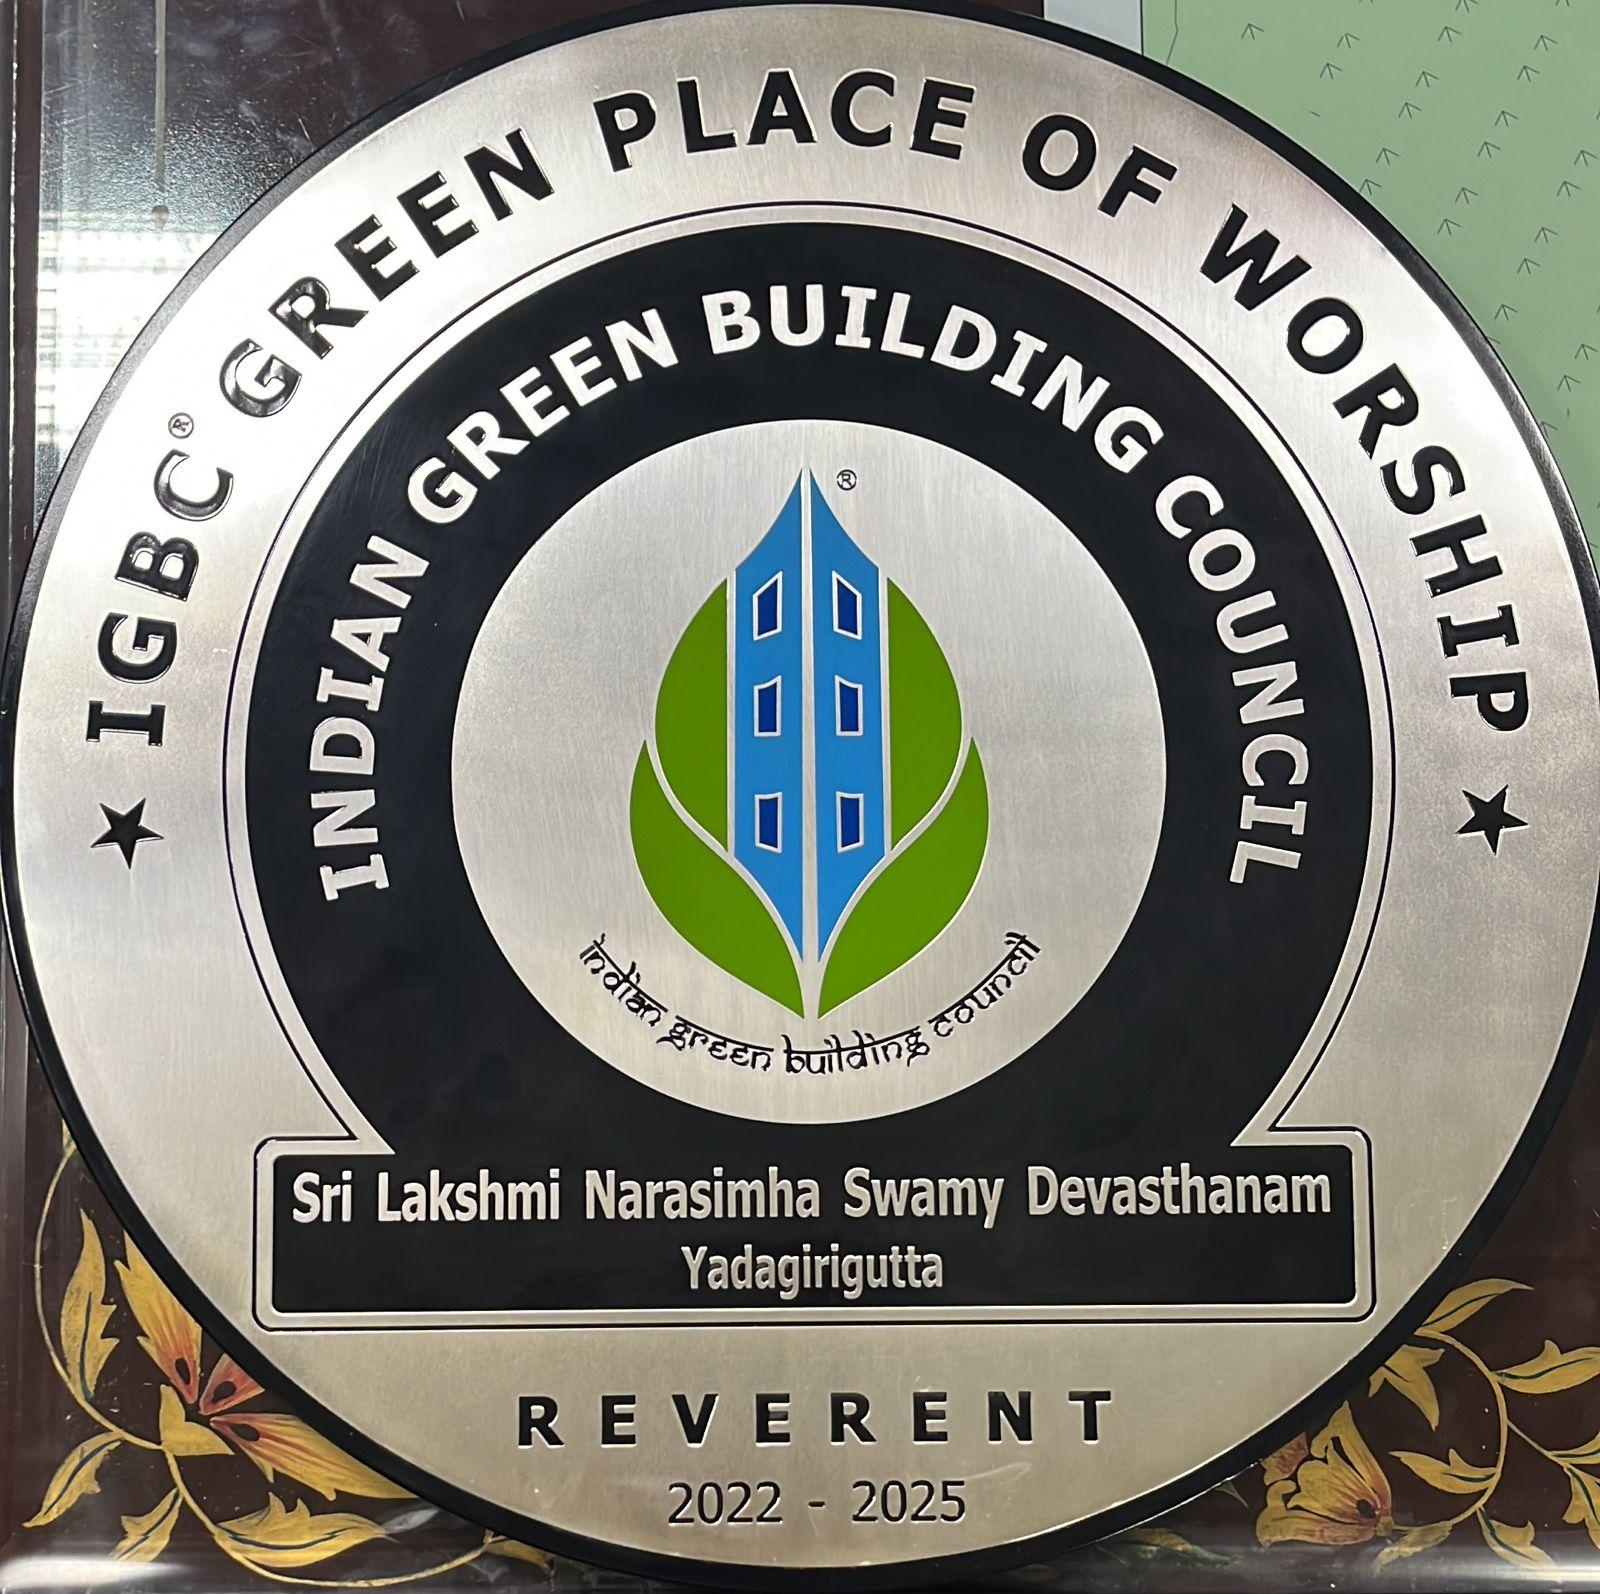 IGBC® GREEN PLACE OF WORSHIP
INDIAN GREEN BUILDING COUNCIL
®
indian green building council
Sri Lakshmi Narasimha Swamy Devasthanam
Yadagirigutta
REVERENT
2022 - 2025